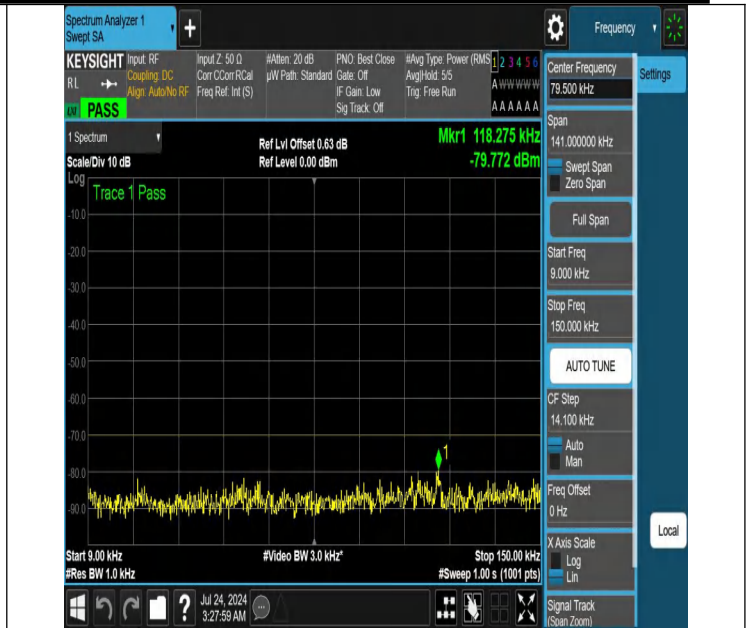 Spectrum Analyzer 1
Swept SA
+
Frequency
KEYSIGHT
RL
PASS
Input: RF
Coupling: DC
Align: Auto/No RF
Input Z: 50 Ω
Corr CCorr RCal
Freq Ref: Int (S)
#Atten: 20 dB
µW Path: Standard
PNO: Best Close
Gate: Off
IF Gain: Low
Sig Track: Off
#Avg Type: Power (RMS
Avg|Hold: 5/5
Trig: Free Run
1 2 3 4 5 6
A W W W W W
A A A A A A
1 Spectrum
Scale/Div 10 dB
Ref Lvl Offset 0.63 dB
Ref Level 0.00 dBm
Mkr1 118.275 kHz
-79.772 dBm
Log
Trace 1 Pass
-10.0
-20.0
-30.0
-40.0
-50.0
-60.0
-70.0
-80.0
-90.0
1
Start 9.00 kHz
#Res BW 1.0 kHz
#Video BW 3.0 kHz*
Stop 150.00 kHz
#Sweep 1.00 s (1001 pts)
?
Jul 24, 2024
3:27:59 AM
Center Frequency
79.500 kHz
Span
141.000000 kHz
Swept Span
Zero Span
Full Span
Start Freq
9.000 kHz
Stop Freq
150.000 kHz
AUTO TUNE
CF Step
14.100 kHz
Auto
Man
Freq Offset
0 Hz
X Axis Scale
Log
Lin
Signal Track
(Span Zoom)
Settings
Local